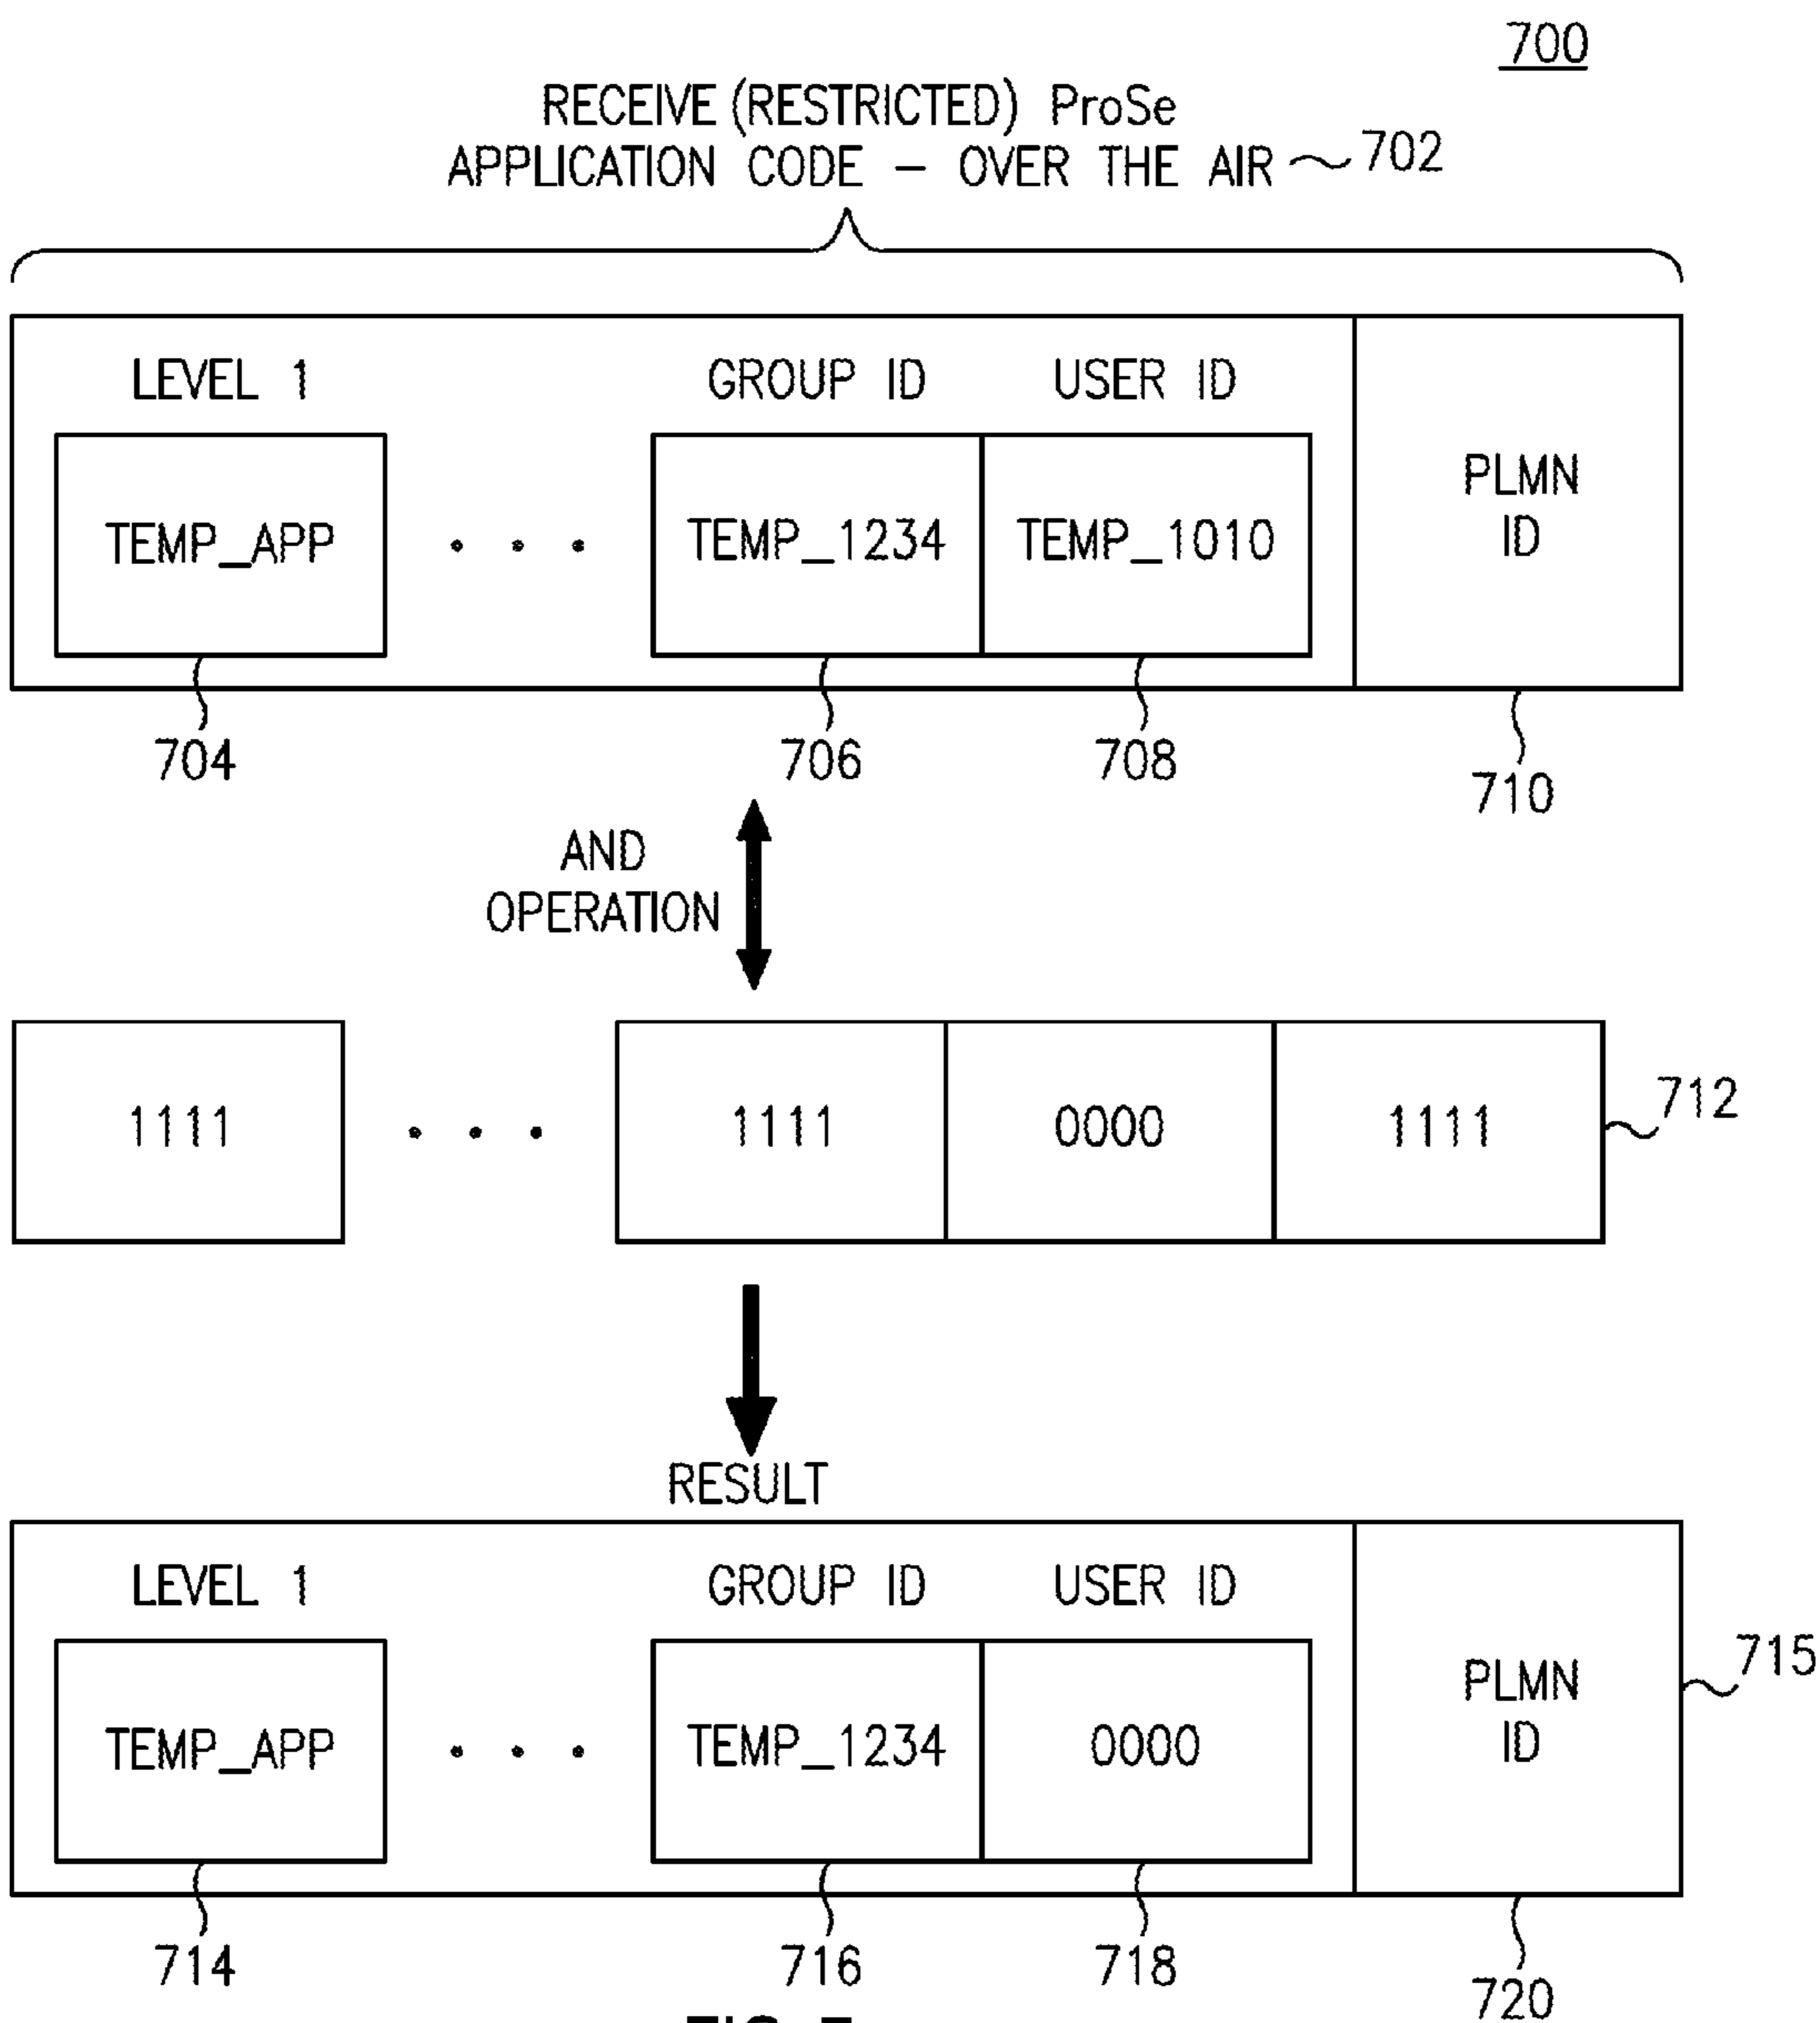 700
RECEIVE (RESTRICTED) ProSe
APPLICATION CODE – OVER THE AIR 702
LEVEL 1 GROUP ID USER ID
TEMP_APP . . . TEMP_1234 TEMP_1010
PLMN
ID
704 706 708 710
AND
OPERATION
1111 . . . 1111 0000 1111 712
RESULT
LEVEL 1 GROUP ID USER ID
TEMP_APP . . . TEMP_1234 0000
PLMN
ID
715
714 716 718 720